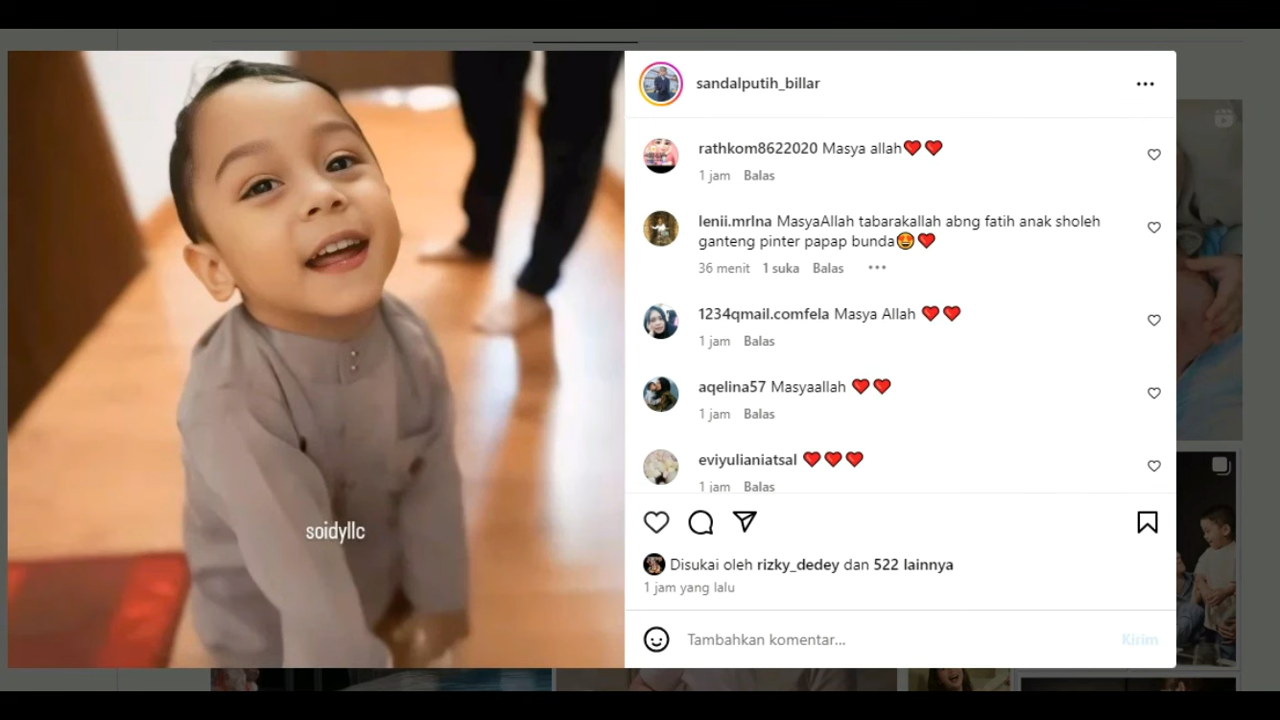 soidyllc
sandalputih_billar
rathkom8622020 Masya allah❤️❤️
1 jam Balas
lenii.mrlna MasyaAllah tabarakallah abng fatih anak sholeh
ganteng pinter papap bunda🤩❤️
36 menit 1 suka Balas
1234qmail.comfela Masya Allah ❤️❤️
1 jam Balas
aqelina57 Masyaallah ❤️❤️
1 jam Balas
eviyulianiatsal ❤️❤️❤️
1 jam Balas
Disukai oleh rizky_dedey dan 522 lainnya
1 jam yang lalu
Tambahkan komentar...
Kirim